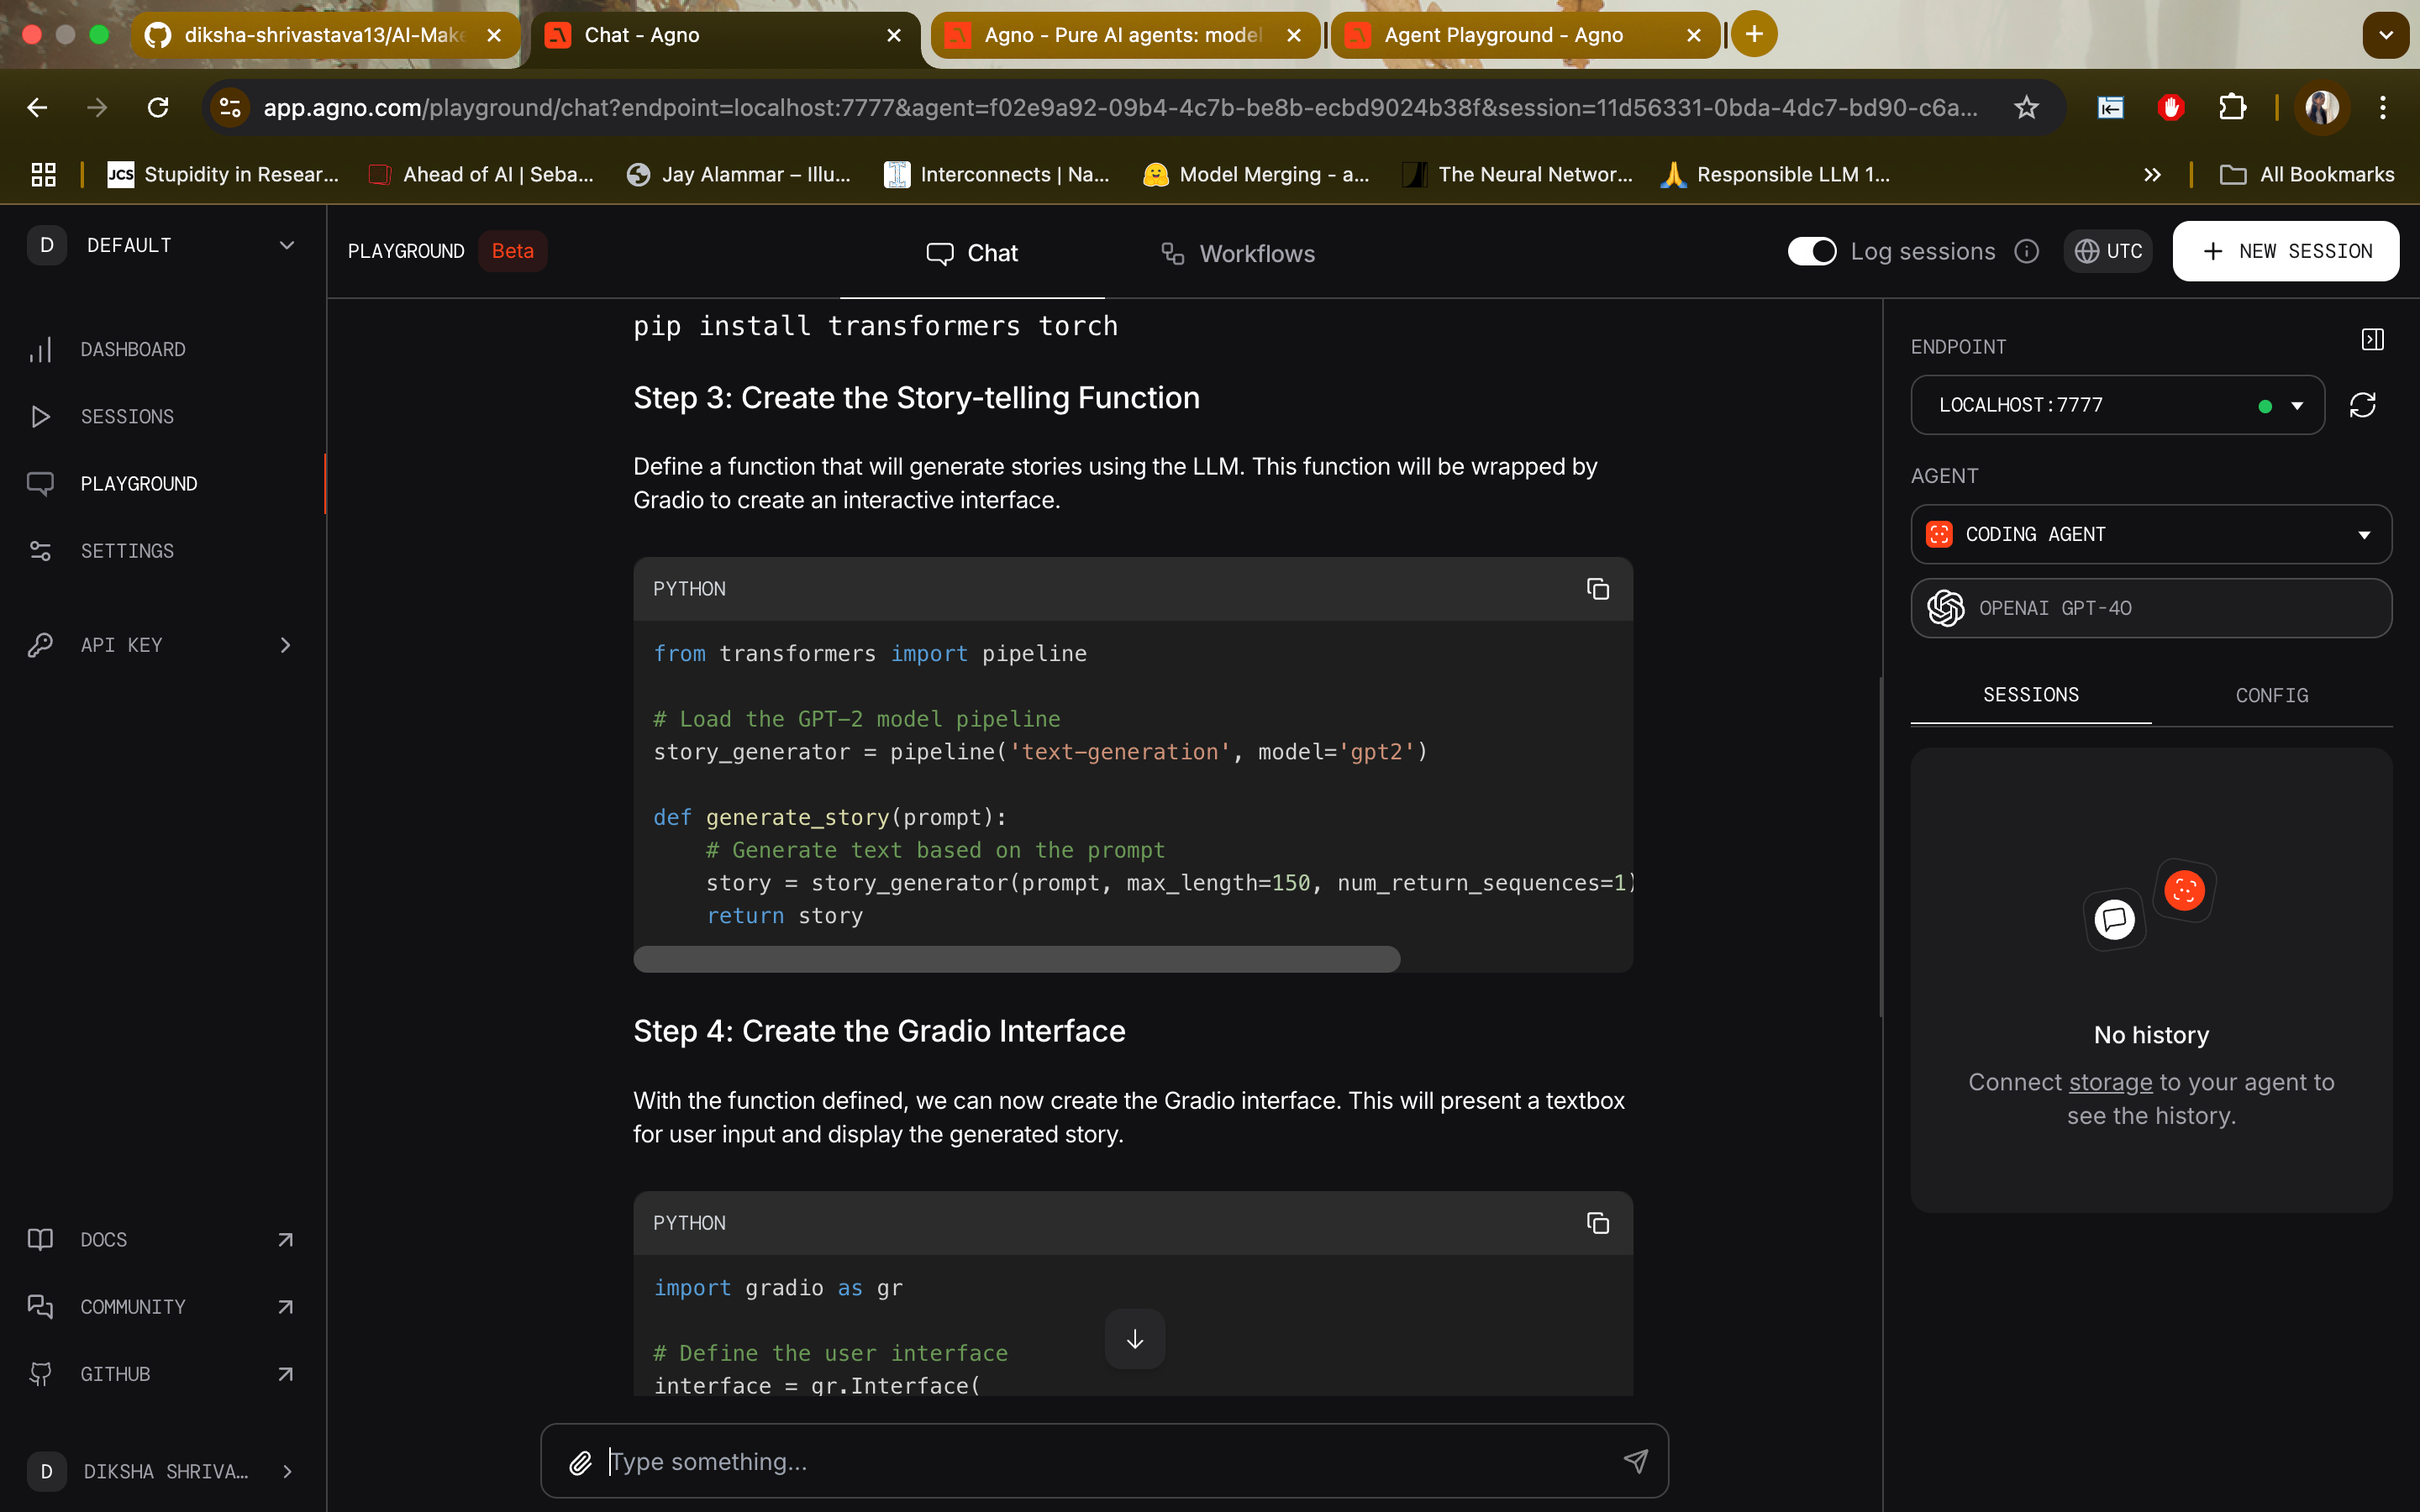 diksha-shrivastava13/AI-Make
Chat - Agno
Agno - Pure AI agents: model
Agent Playground - Agno
app.agno.com/playground/chat?endpoint=localhost:7777&agent=f02e9a92-09b4-4c7b-be8b-ecbd9024b38f&session=11d56331-0bda-4dc7-bd90-c6a...
JCS Stupidity in Resear...
Ahead of AI | Seba...
Jay Alammar – Illu...
Interconnects | Na...
Model Merging - a...
The Neural Networ...
Responsible LLM 1...
All Bookmarks
D DEFAULT
PLAYGROUND Beta
Chat
Workflows
Log sessions
UTC
+ NEW SESSION
DASHBOARD
SESSIONS
PLAYGROUND
SETTINGS
API KEY
DOCS
COMMUNITY
GITHUB
D DIKSHA SHRIVA...
pip install transformers torch
Step 3: Create the Story-telling Function
Define a function that will generate stories using the LLM. This function will be wrapped by
Gradio to create an interactive interface.
PYTHON
from transformers import pipeline
# Load the GPT-2 model pipeline
story_generator = pipeline('text-generation', model='gpt2')
def generate_story(prompt):
# Generate text based on the prompt
story = story_generator(prompt, max_length=150, num_return_sequences=1)
return story
Step 4: Create the Gradio Interface
With the function defined, we can now create the Gradio interface. This will present a textbox
for user input and display the generated story.
PYTHON
import gradio as gr
# Define the user interface
interface = gr.Interface(
Type something...
ENDPOINT
LOCALHOST:7777
AGENT
CODING AGENT
OPENAI GPT-4O
SESSIONS
CONFIG
No history
Connect storage to your agent to
see the history.